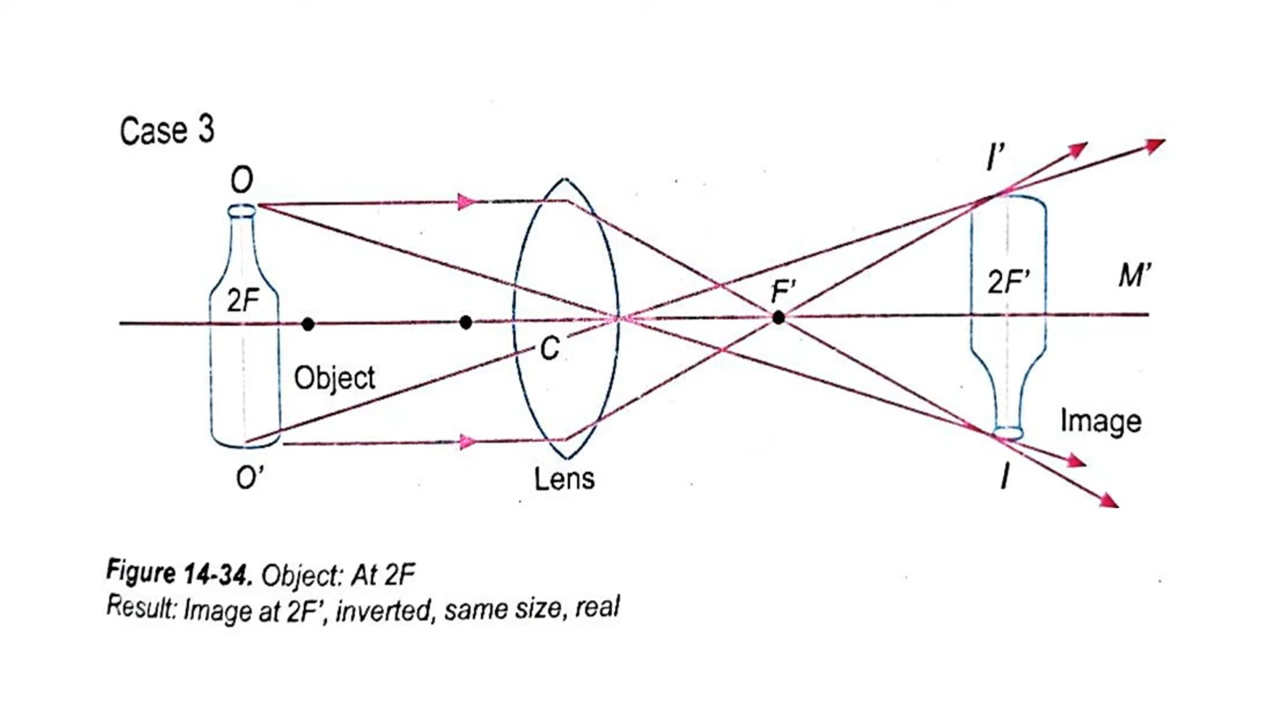 Case 3
O
I'
2F
F'
2F'
M'
C
Object
Image
O'
Lens
I
Figure 14-34. Object: At 2F
Result: Image at 2F', inverted, same size, real